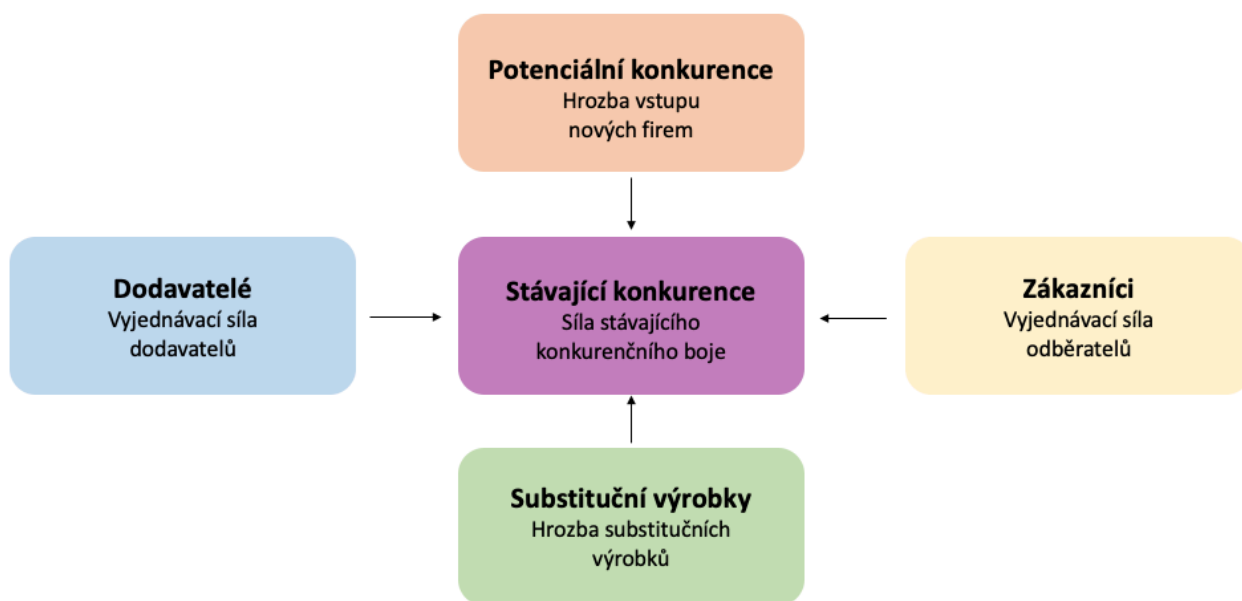 Potenciální konkurence
Hrozba vstupu
nových firem
Dodavatelé
Vyjednávací síla
dodavatelů
Stávající konkurence
Síla stávajícího
konkurenčního boje
Zákazníci
Vyjednávací síla
odběratelů
Substituční výrobky
Hrozba substitučních
výrobků